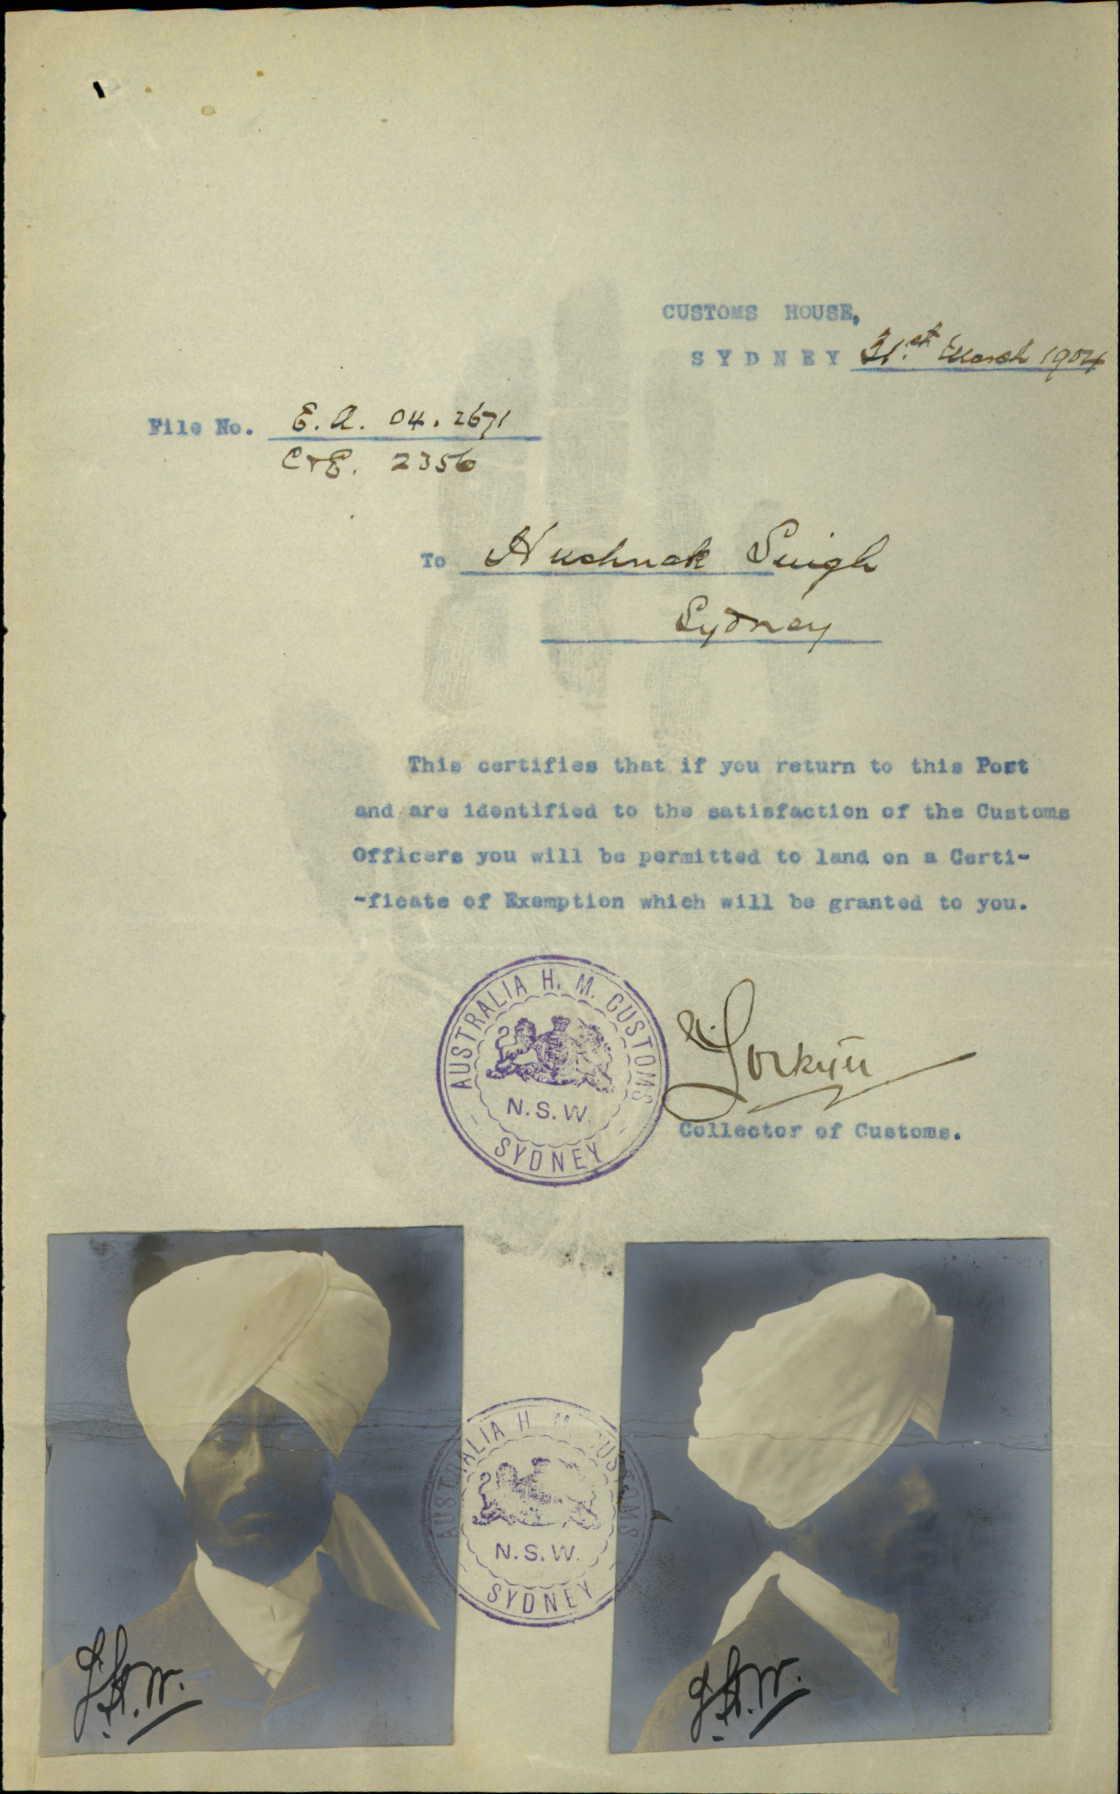 CUSTOMS HOUSE,
SYDNEY 31.st March 1904
File No. E.A. 04.2671
C & E. 2356
To Huchnak Singh
Sydney
This certifies that if you return to this Port
and are identified to the satisfaction of the Customs
Officers you will be permitted to land on a Certi-
-ficate of Exemption which will be granted to you.
AUSTRALIA H. M. CUSTOMS
N.S.W.
SYDNEY
Collector of Customs.
AUSTRALIA H. M. CUSTOMS
N.S.W.
SYDNEY